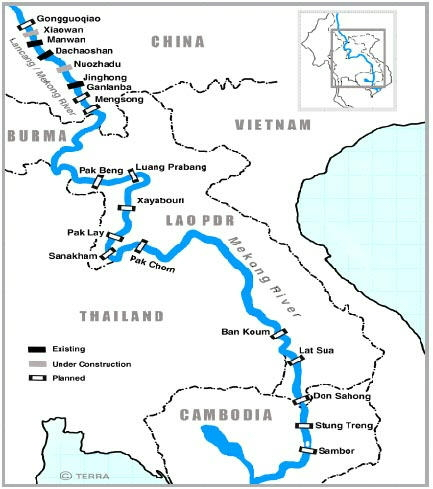 Gongguoqiao
Xiaowan
Manwan
Dachaoshan
Nuozhadu
Jinghong
Ganlanba
Mengsong
Lancang / Mekong River
CHINA
BURMA
VIETNAM
Pak Beng
Luang Prabang
Xayabouri
LAO PDR
Pak Lay
Sanakham
Pak Chom
Mekong River
THAILAND
Ban Koum
Lat Sua
Existing
Under Construction
Planned
Don Sahong
CAMBODIA
Stung Treng
Sambor
© TERRA